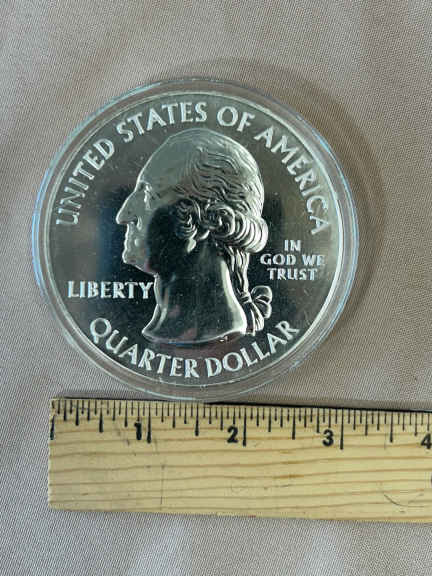 UNITED STATES OF AMERICA
IN
GOD WE
TRUST
LIBERTY
QUARTER DOLLAR
1 2 3 4